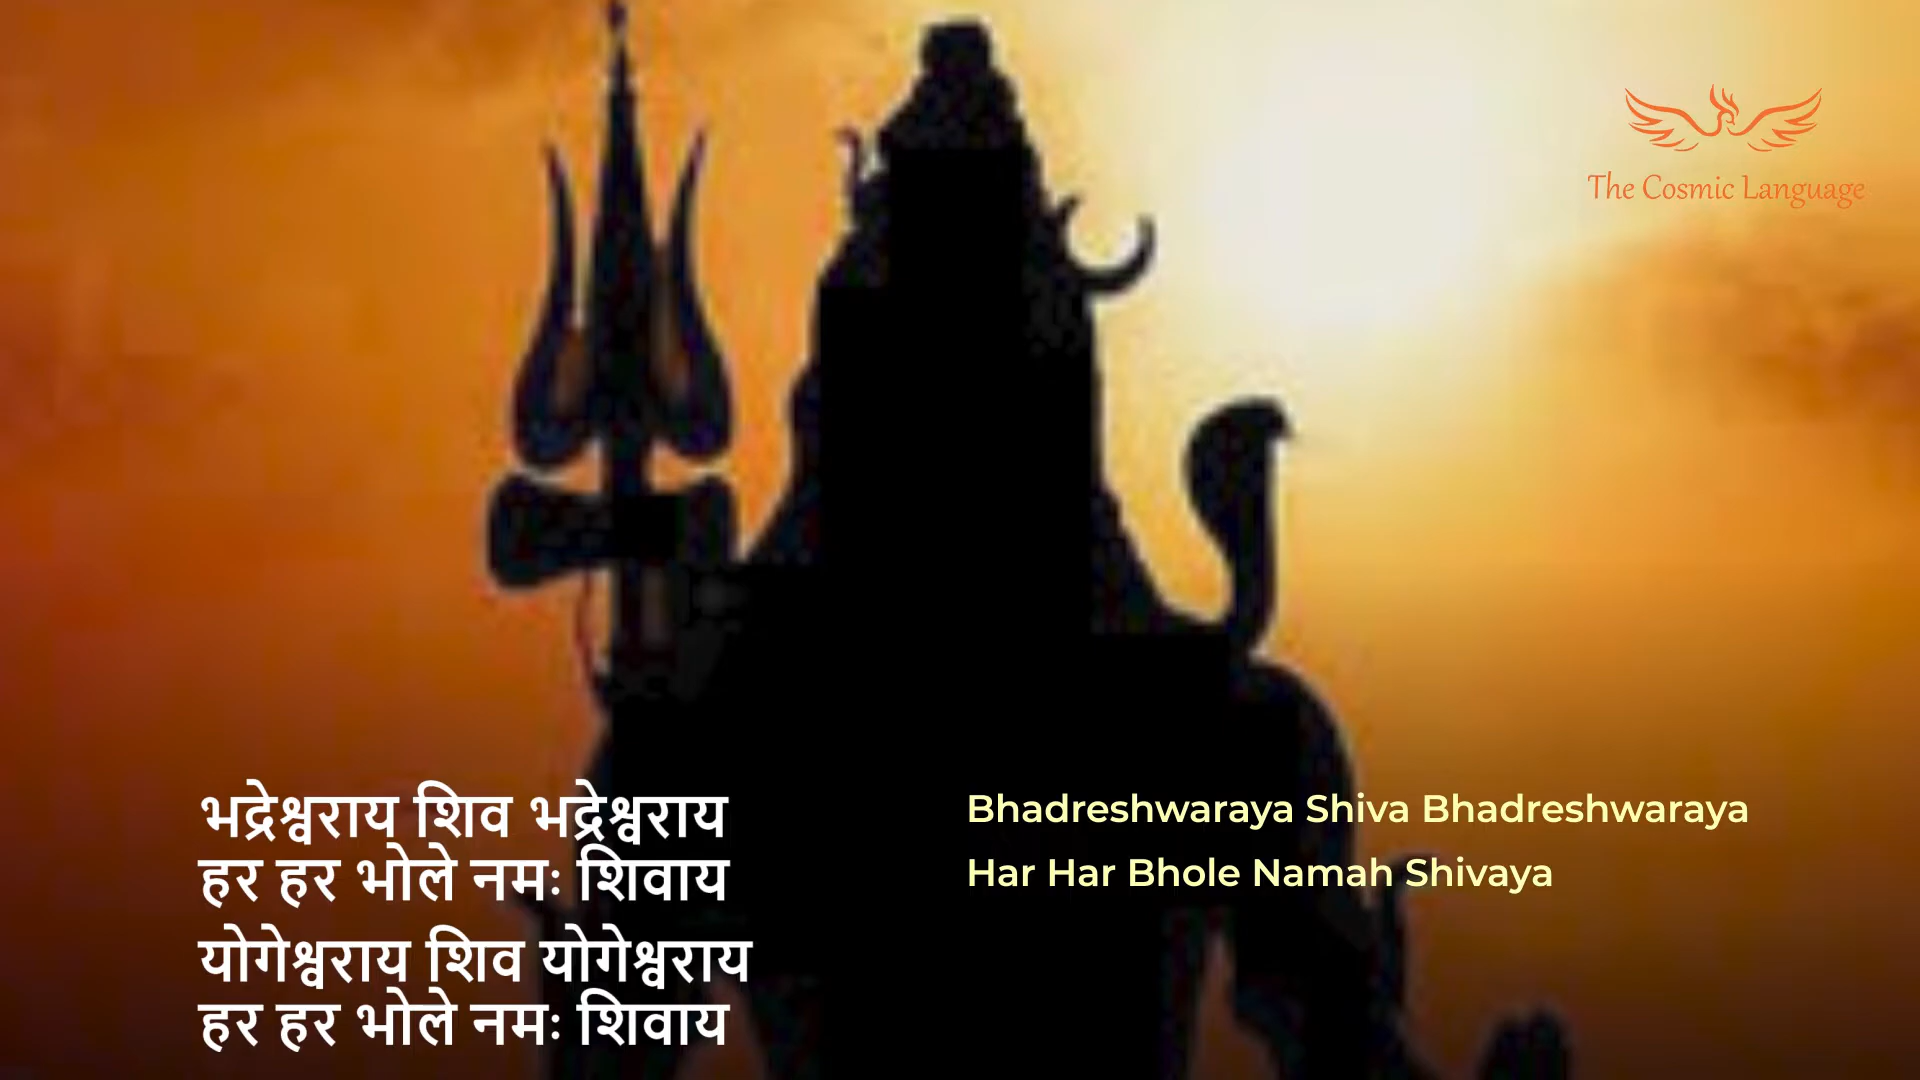 The Cosmic Language
भद्रेश्वराय शिव भद्रेश्वराय
हर हर भोले नमः शिवाय
योगेश्वराय शिव योगेश्वराय
हर हर भोले नमः शिवाय
Bhadreshwaraya Shiva Bhadreshwaraya
Har Har Bhole Namah Shivaya